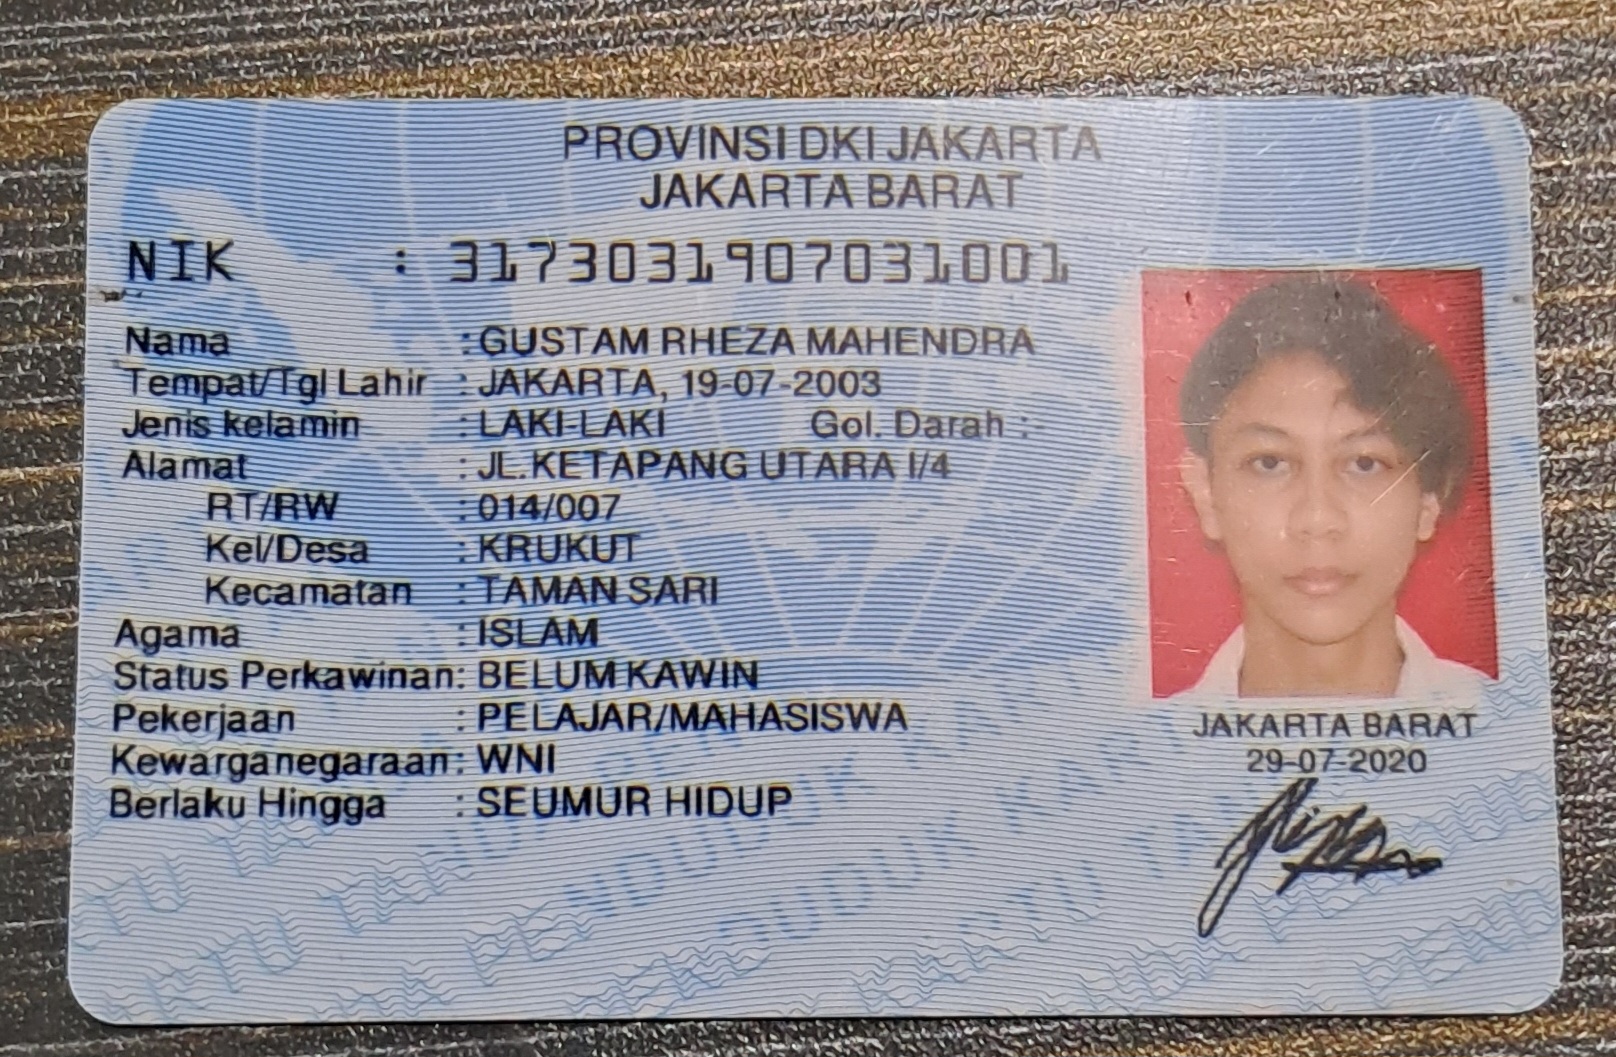 PROVINSI DKI JAKARTA
JAKARTA BARAT
NIK : 3173031907031001
Nama : GUSTAM RHEZA MAHENDRA
Tempat/Tgl Lahir : JAKARTA, 19-07-2003
Jenis kelamin : LAKI-LAKI Gol. Darah :-
Alamat : JL.KETAPANG UTARA I/4
RT/RW : 014/007
Kel/Desa : KRUKUT
Kecamatan : TAMAN SARI
Agama : ISLAM
Status Perkawinan: BELUM KAWIN
Pekerjaan : PELAJAR/MAHASISWA
Kewarganegaraan: WNI
Berlaku Hingga : SEUMUR HIDUP
JAKARTA BARAT
29-07-2020